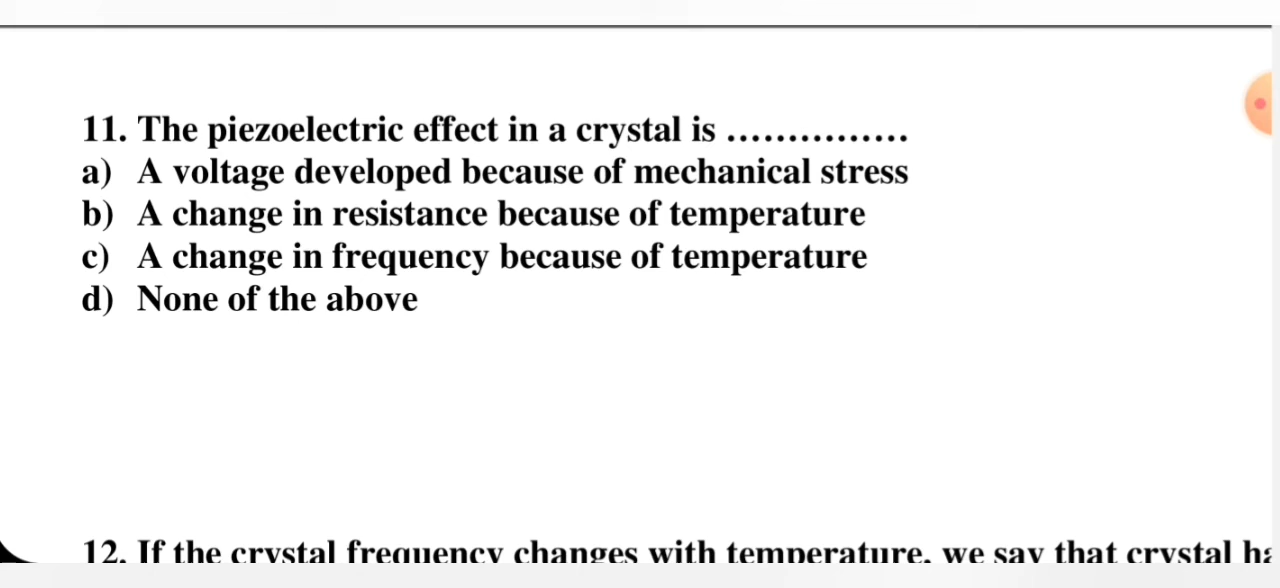 11. The piezoelectric effect in a crystal is ……………
a) A voltage developed because of mechanical stress
b) A change in resistance because of temperature
c) A change in frequency because of temperature
d) None of the above
12. If the crystal frequency changes with temperature, we say that crystal